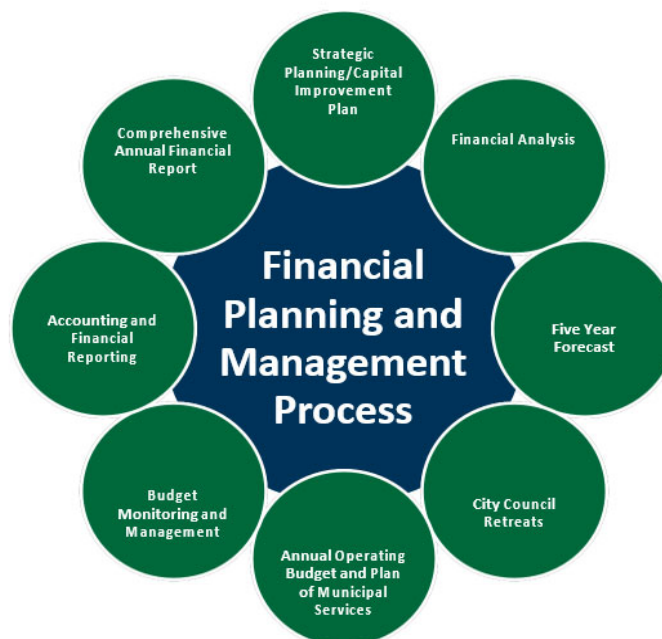 Strategic
Planning/Capital
Improvement
Plan
Financial Analysis
Five Year
Forecast
City Council
Retreats
Annual Operating
Budget and Plan
of Municipal
Services
Budget
Monitoring and
Management
Accounting and
Financial
Reporting
Comprehensive
Annual Financial
Report
Financial
Planning and
Management
Process